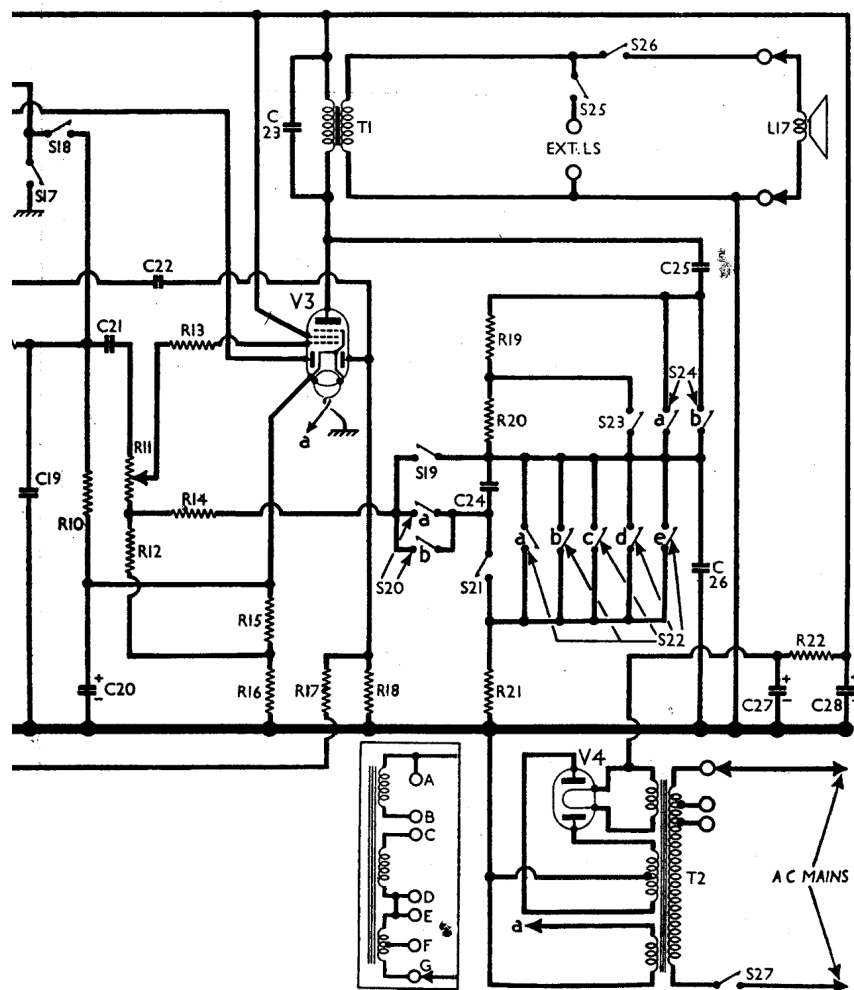 S26
S25
C
23
T1
EXT. LS
L17
S18
S17
C22
C25
V3
C21
R13
R19
S24
S23
a
b
a
R20
R11
S19
C19
C24
R14
R10
a
b
a
b
c
d
e
R12
S20
S21
C
26
S22
R15
R22
+
-
C20
R16
R17
R18
R21
C27
+
-
C28
+
-
V4
A
B
C
D
E
F
G
T2
AC MAINS
a
S27